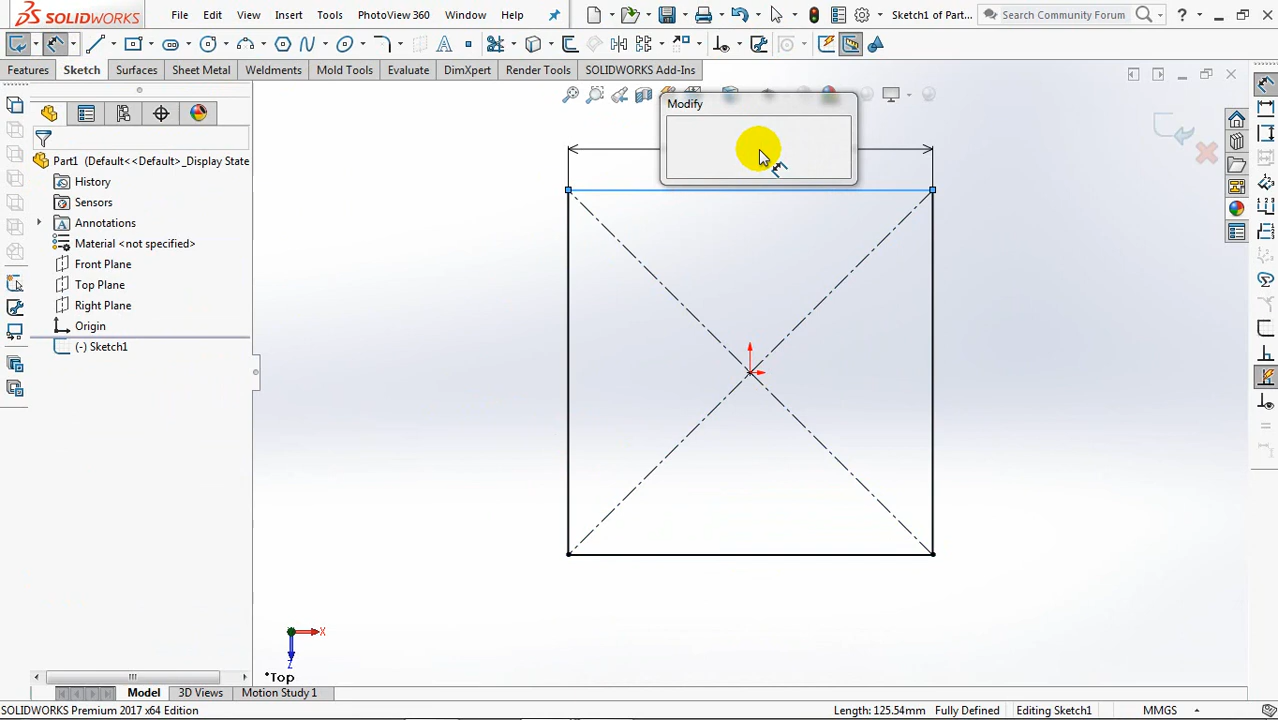 SOLIDWORKS File Edit View Insert Tools PhotoView 360 Window Help Sketch1 of Part... Search Community Forum ?
Features Sketch Surfaces Sheet Metal Weldments Mold Tools Evaluate DimXpert Render Tools SOLIDWORKS Add-Ins
Modify
Part1 (Default<<Default>_Display State
History
Sensors
Annotations
Material <not specified>
Front Plane
Top Plane
Right Plane
Origin
(-) Sketch1
X
Z
*Top
Model 3D Views Motion Study 1
SOLIDWORKS Premium 2017 x64 Edition Length: 125.54mm Fully Defined Editing Sketch1 MMGS